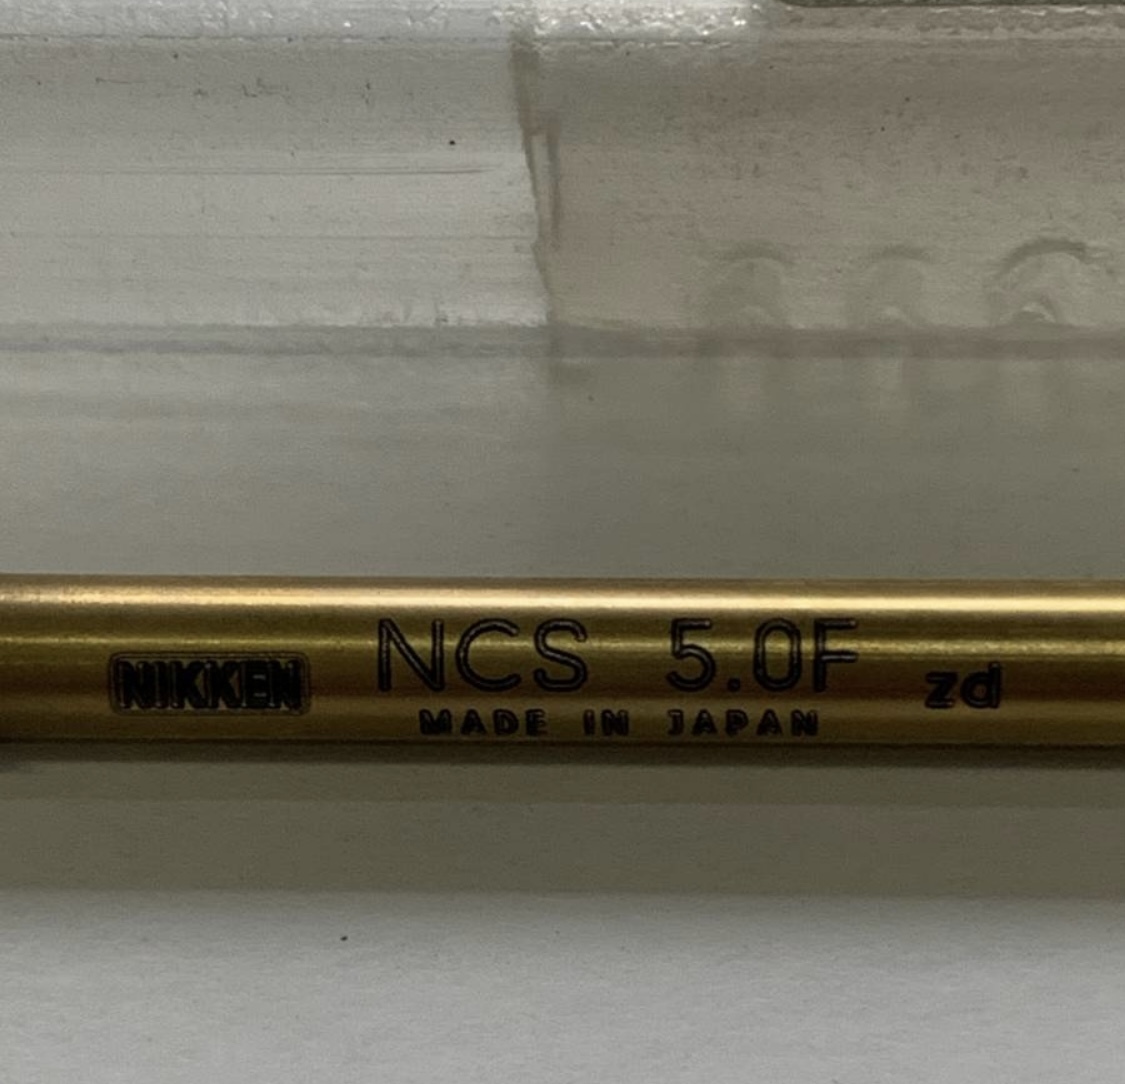 NIKKEN
NCS 5.0F
MADE IN JAPAN
zd